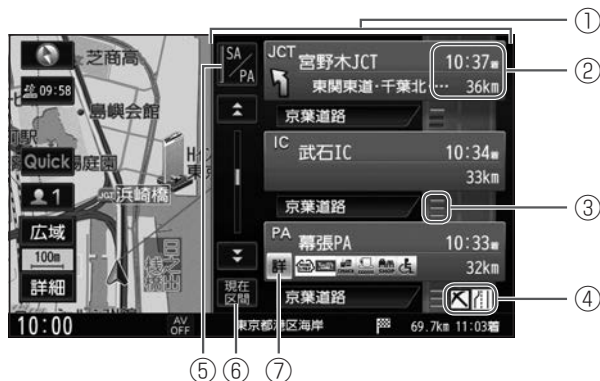 ①
SA/PA
JCT 宮野木JCT 10:37
東関東道・千葉北… 36km
②
芝商高
09:58
島嶼会館
京葉道路
IC 武石IC 10:34
33km
Quick
庭園
1
JCT浜崎橋
京葉道路
③
広域
100m
詳細
PA 幕張PA 10:33
詳 32km
現在区間
京葉道路
④
10:00
AV OFF
東京都港区海岸
69.7km 11:03着
⑤
⑥
⑦